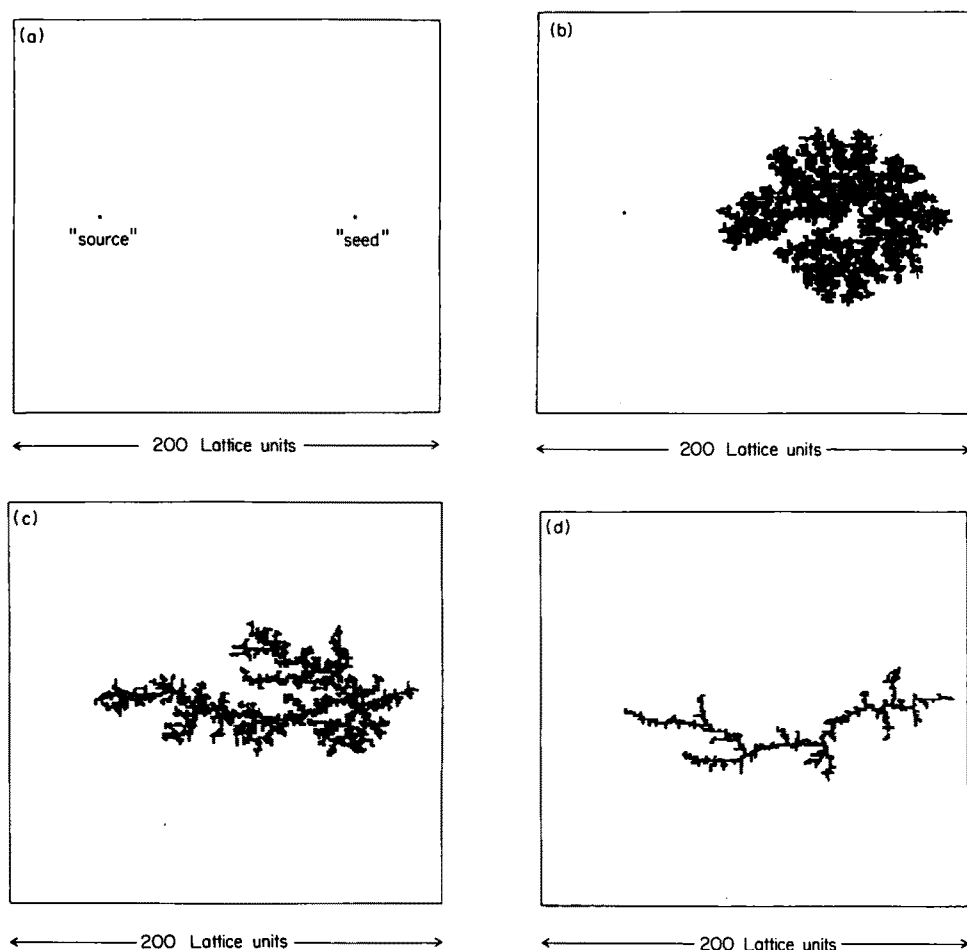 (a)
"source" "seed"
200 Lattice units
(b)
200 Lattice units
(c)
200 Lattice units
(d)
200 Lattice units